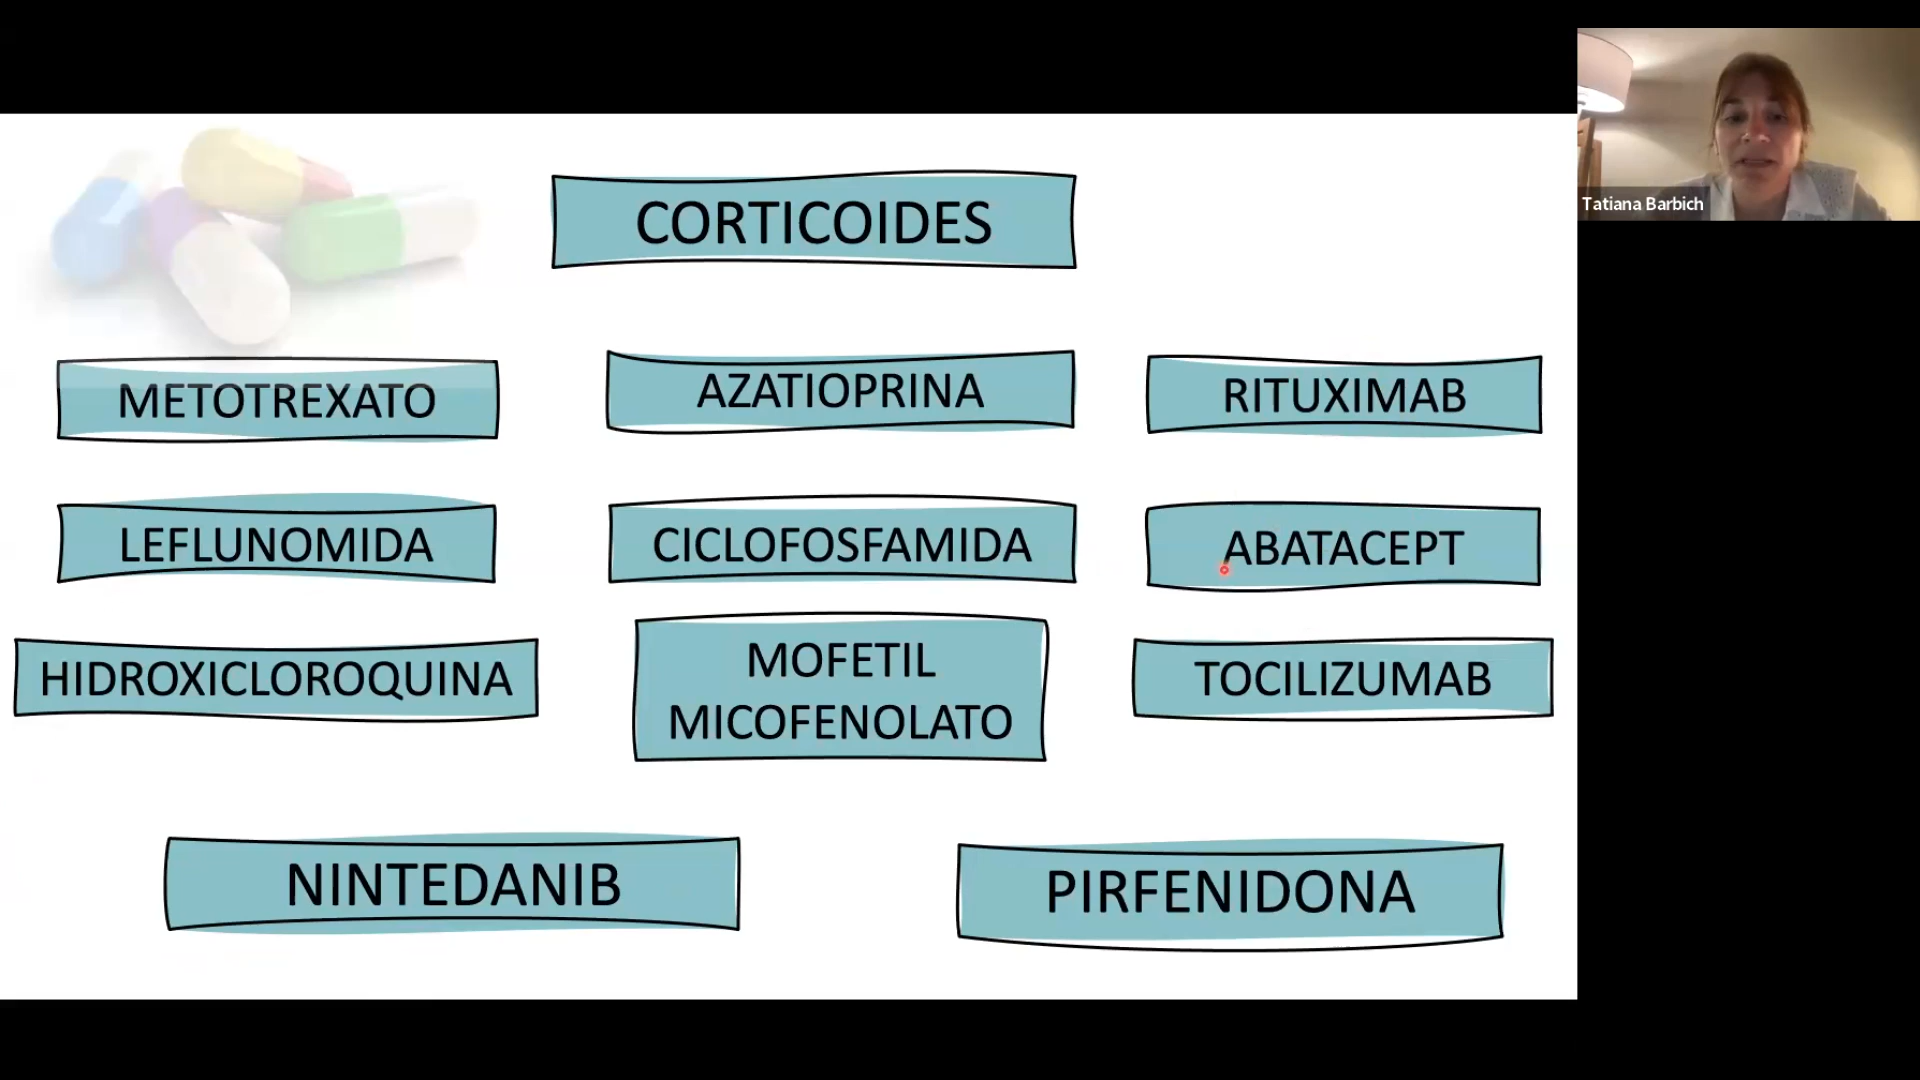 CORTICOIDES
METOTREXATO
AZATIOPRINA
RITUXIMAB
LEFLUNOMIDA
CICLOFOSFAMIDA
ABATACEPT
HIDROXICLOROQUINA
MOFETIL
MICOFENOLATO
TOCILIZUMAB
NINTEDANIB
PIRFENIDONA
Tatiana Barbich